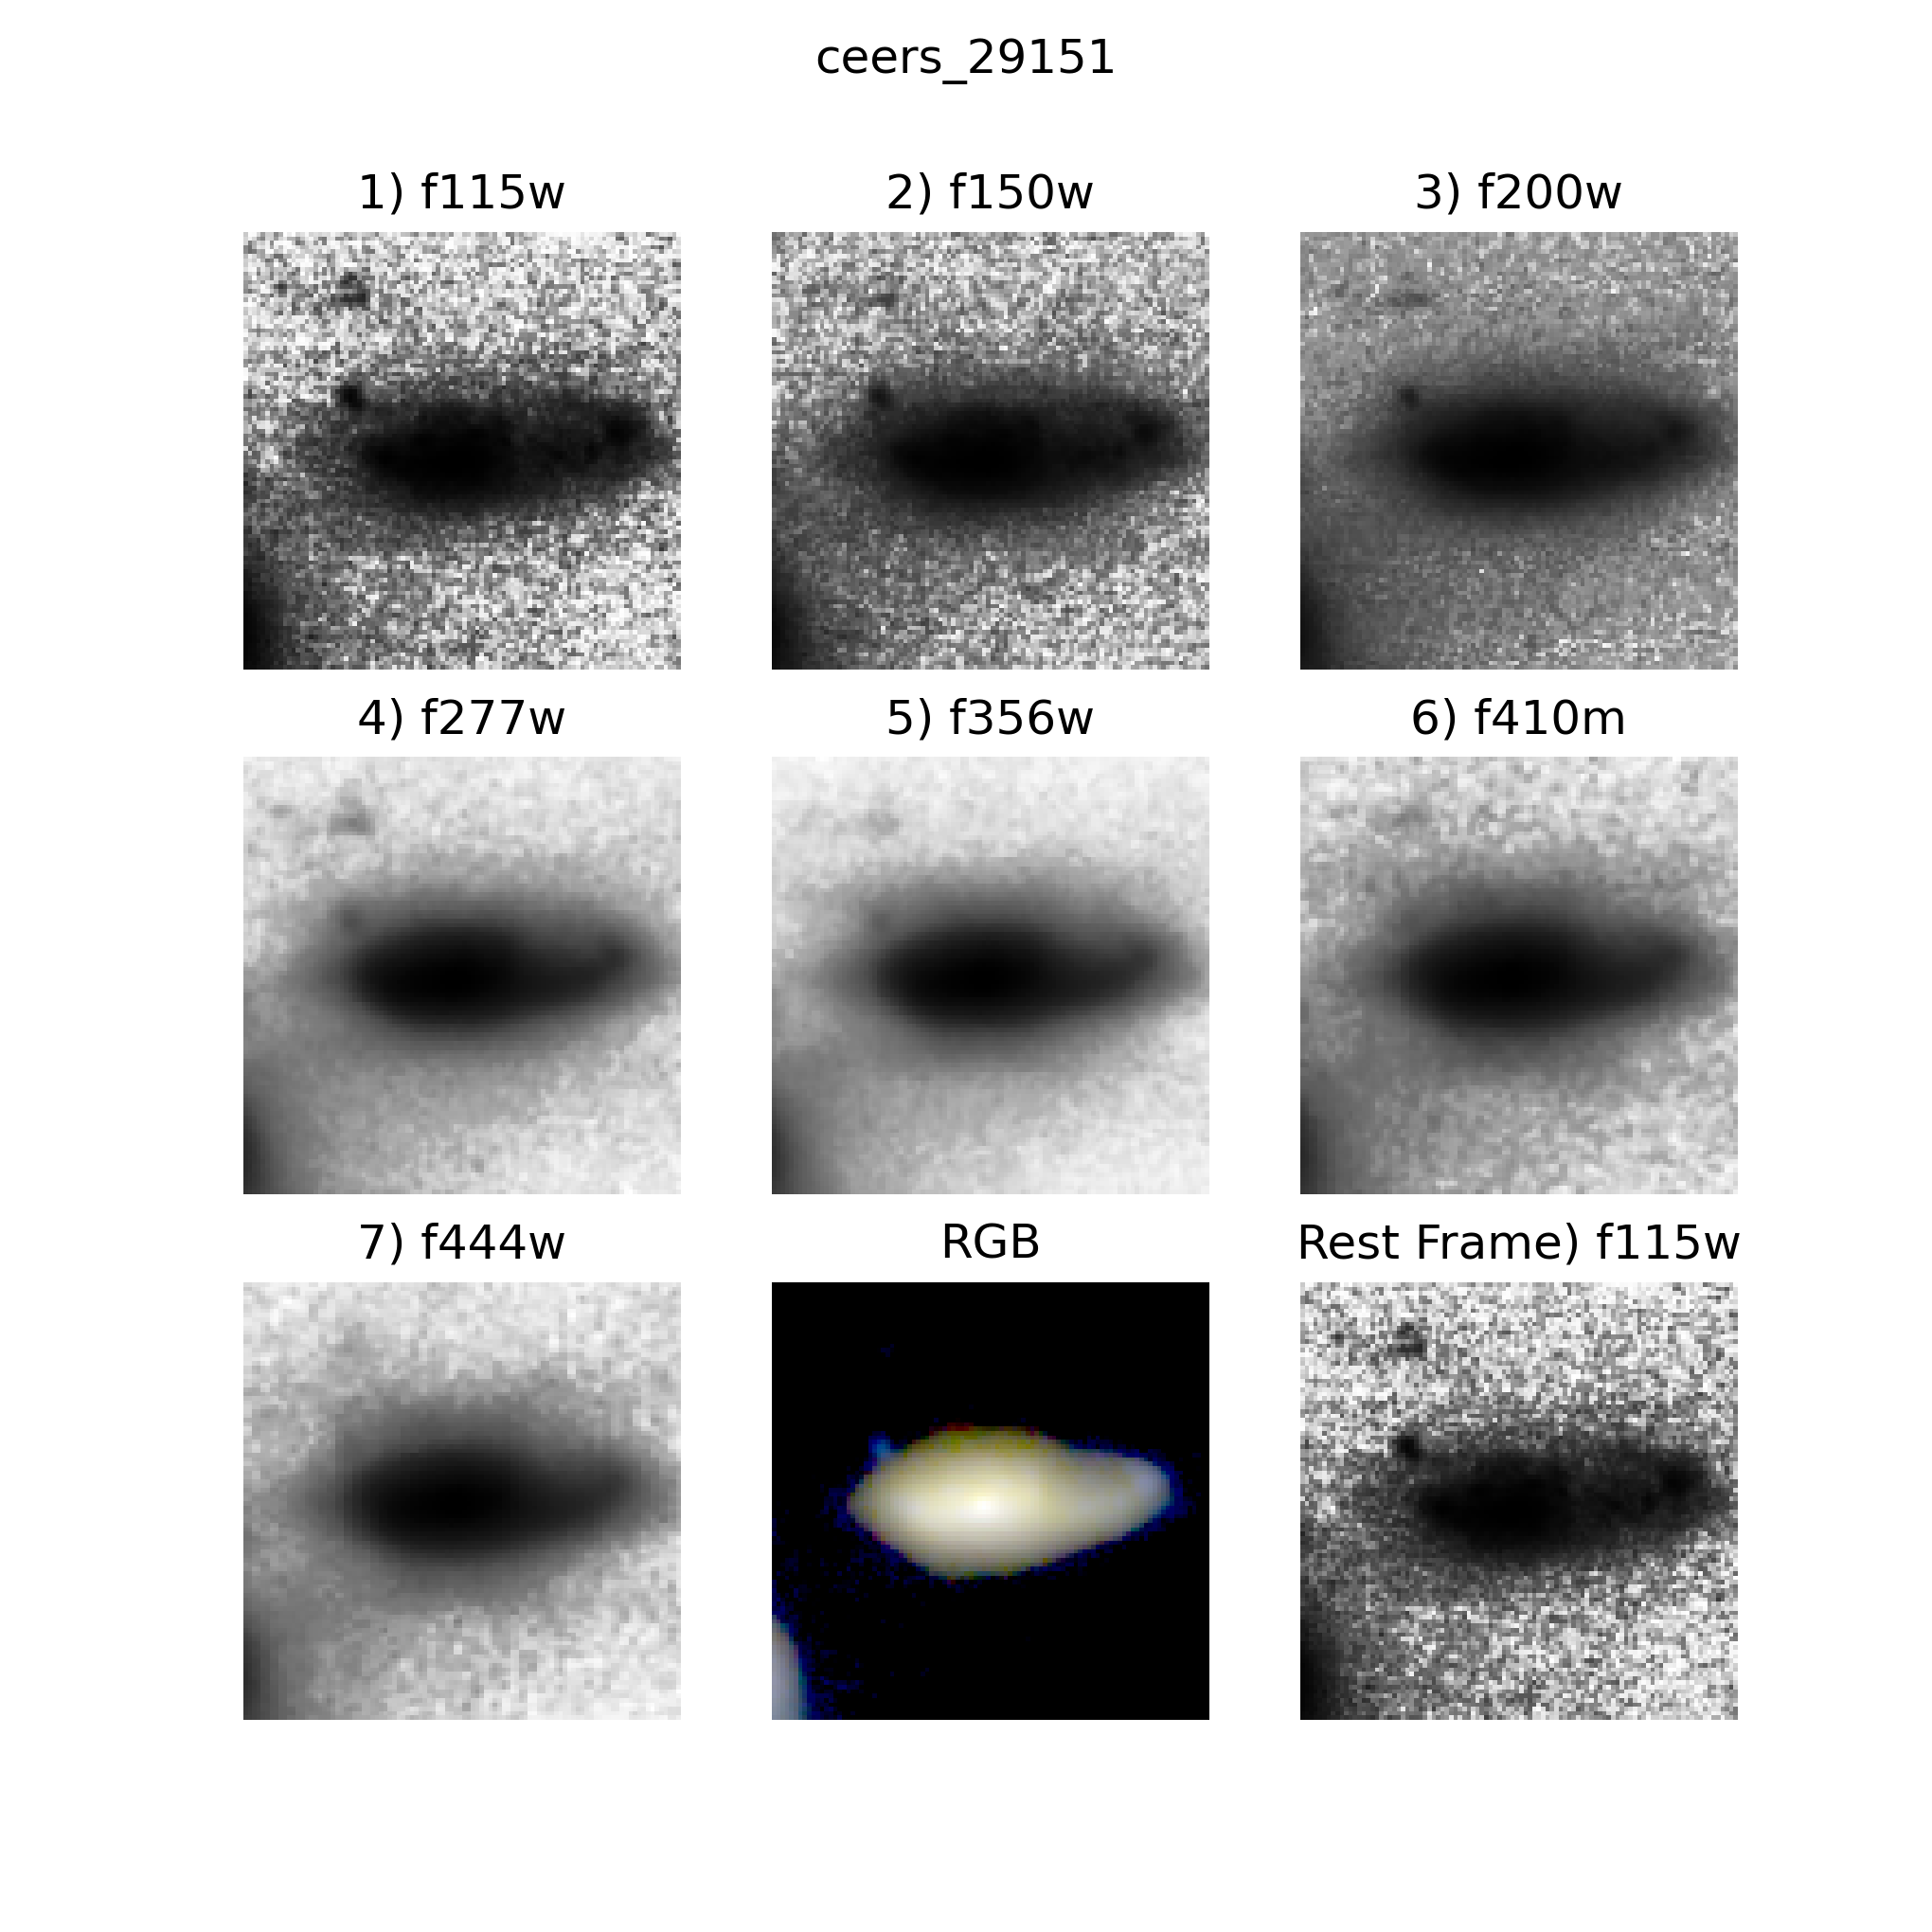 ceers_29151
1) f115w
2) f150w
3) f200w
4) f277w
5) f356w
6) f410m
7) f444w
RGB
Rest Frame) f115w